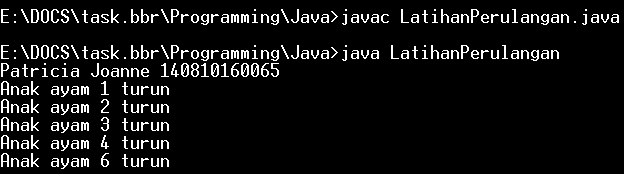 E:\DOCS\task.bbr\Programming\Java>javac LatihanPerulangan.java
E:\DOCS\task.bbr\Programming\Java>java LatihanPerulangan
Patricia Joanne 140810160065
Anak ayam 1 turun
Anak ayam 2 turun
Anak ayam 3 turun
Anak ayam 4 turun
Anak ayam 6 turun